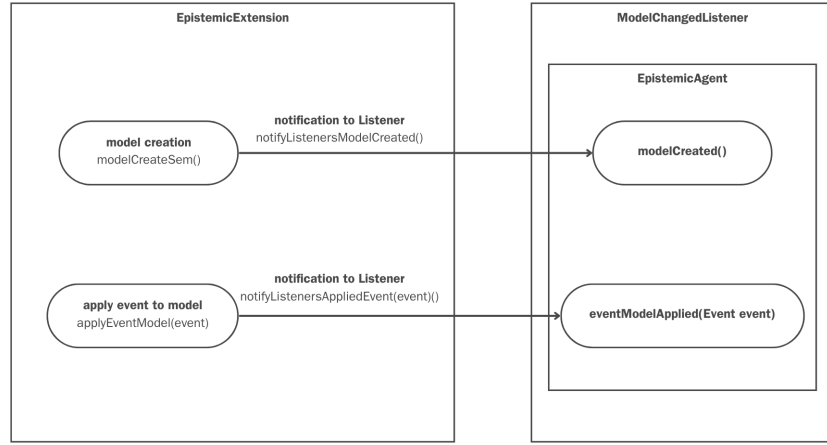 EpistemicExtension
ModelChangedListener
EpistemicAgent
model creation
modelCreateSem()
notification to Listener
notifyListenersModelCreated()
modelCreated()
apply event to model
applyEventModel(event)
notification to Listener
notifyListenersAppliedEvent(event)()
eventModelApplied(Event event)